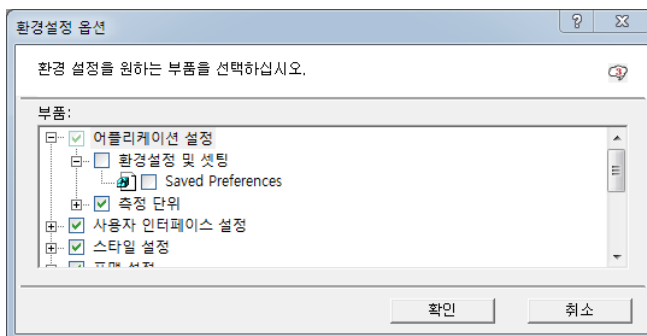 환경설정 옵션
환경 설정을 원하는 부품을 선택하십시오.
부품:
어플리케이션 설정
환경설정 및 셋팅
Saved Preferences
측정 단위
사용자 인터페이스 설정
스타일 설정
확인
취소